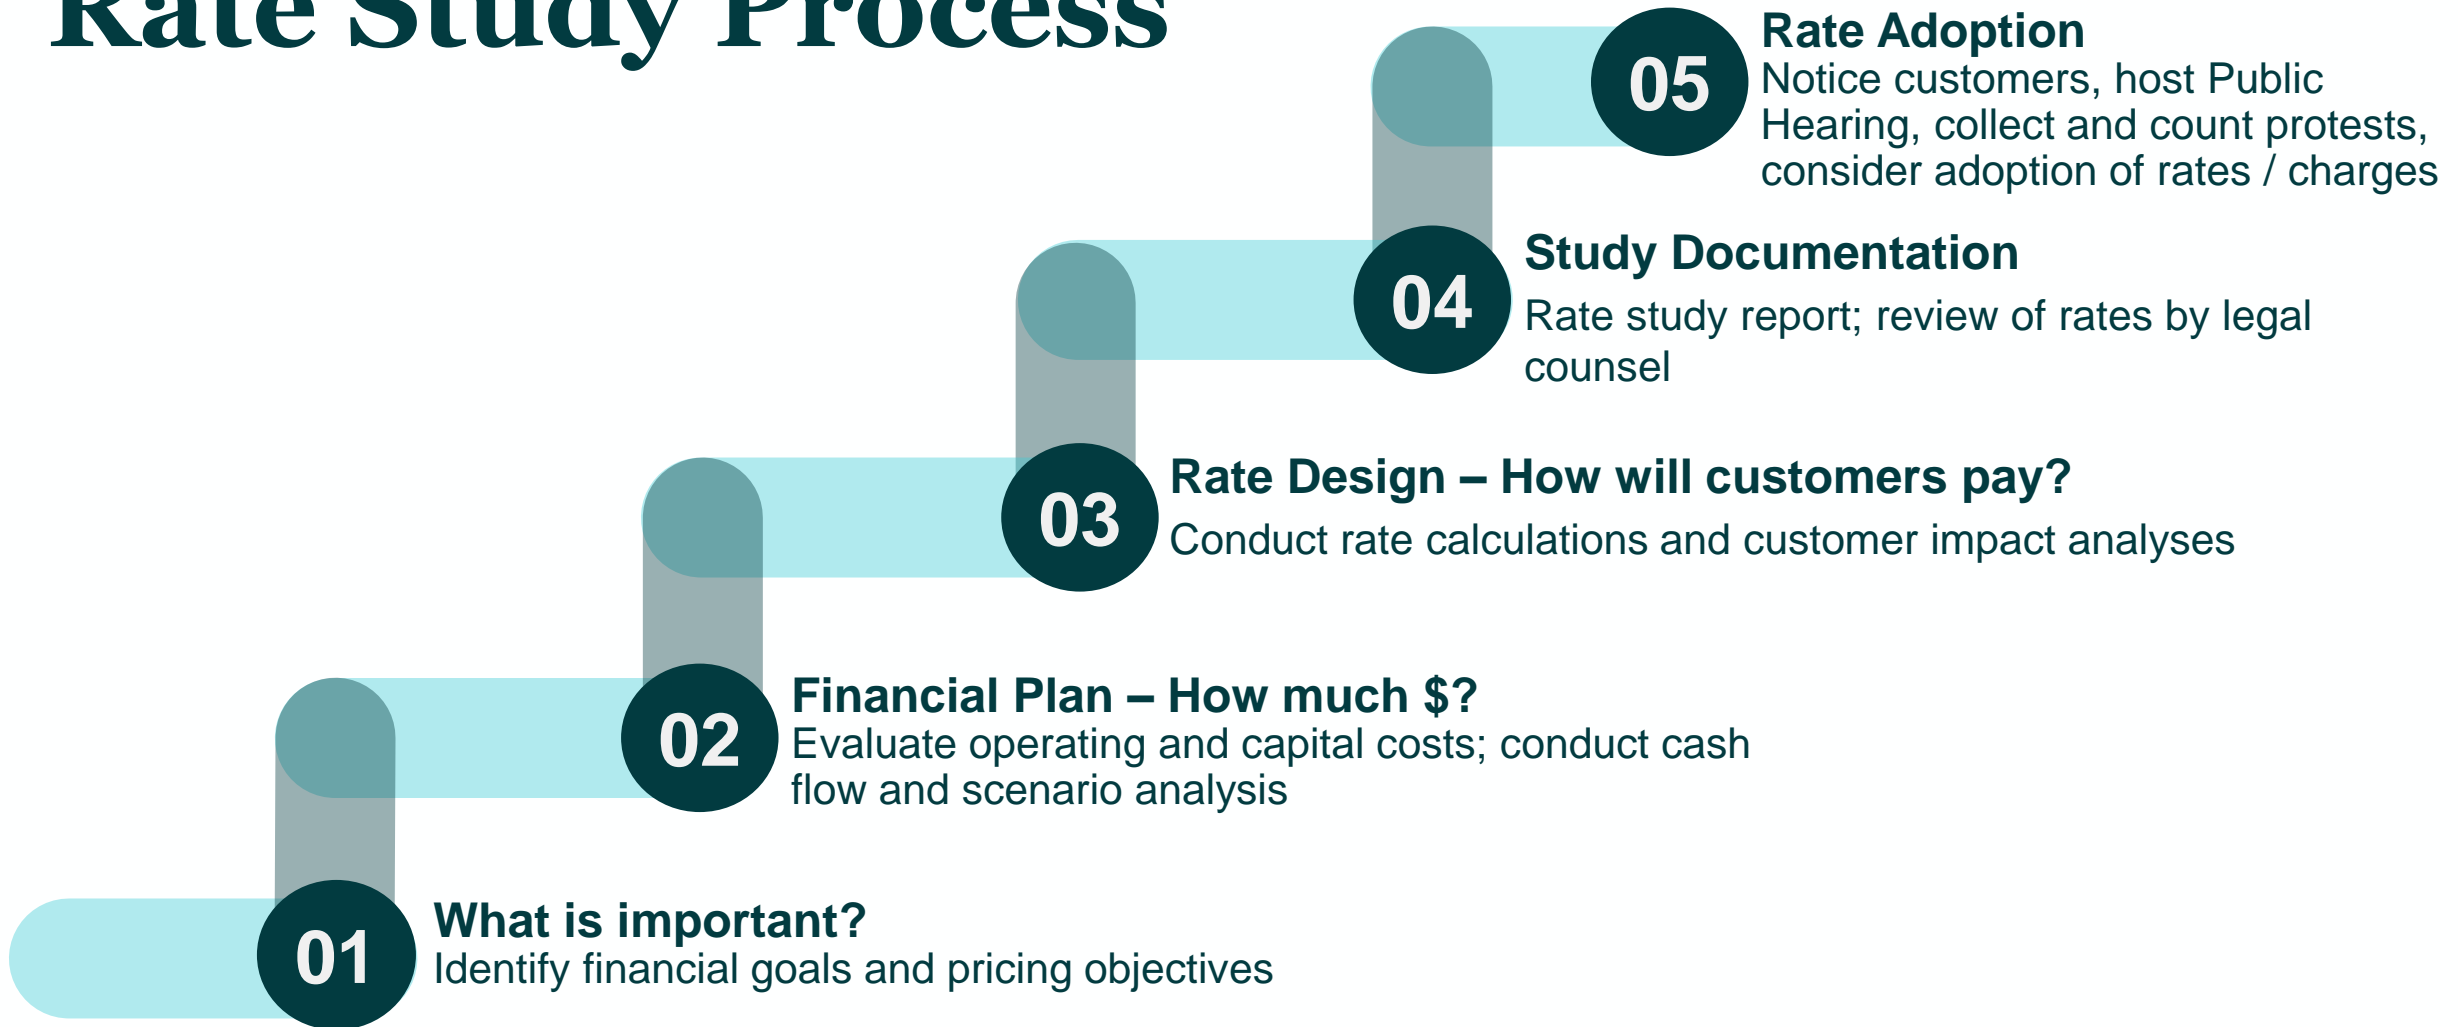 Rate Study Process
05
Rate Adoption
Notice customers, host Public
Hearing, collect and count protests,
consider adoption of rates / charges
04
Study Documentation
Rate study report; review of rates by legal
counsel
03
Rate Design – How will customers pay?
Conduct rate calculations and customer impact analyses
02
Financial Plan – How much $?
Evaluate operating and capital costs; conduct cash
flow and scenario analysis
01
What is important?
Identify financial goals and pricing objectives